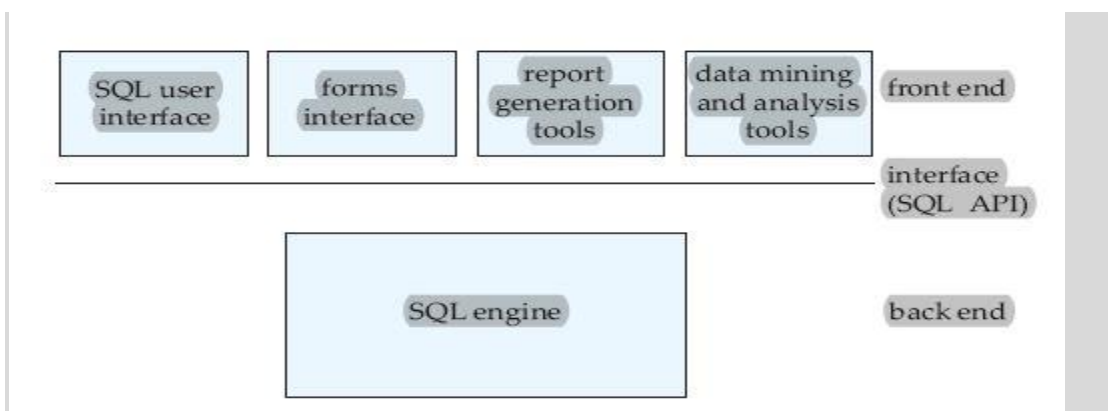 SQL user
interface
forms
interface
report
generation
tools
data mining
and analysis
tools
front end
interface
(SQL API)
SQL engine
back end